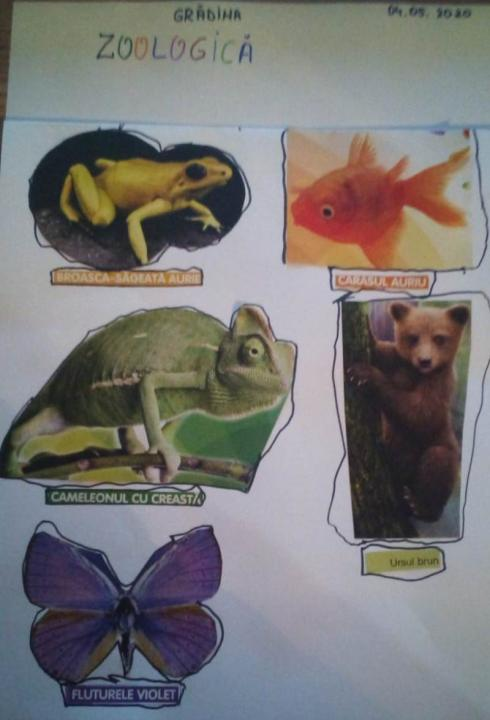 GRĂDINA
04.05.2020
ZOOLOGICĂ
BROASCA-SĂGEATĂ AURIE
CARASUL AURIU
CAMELEONUL CU CREASTĂ
Ursul brun
FLUTURELE VIOLET